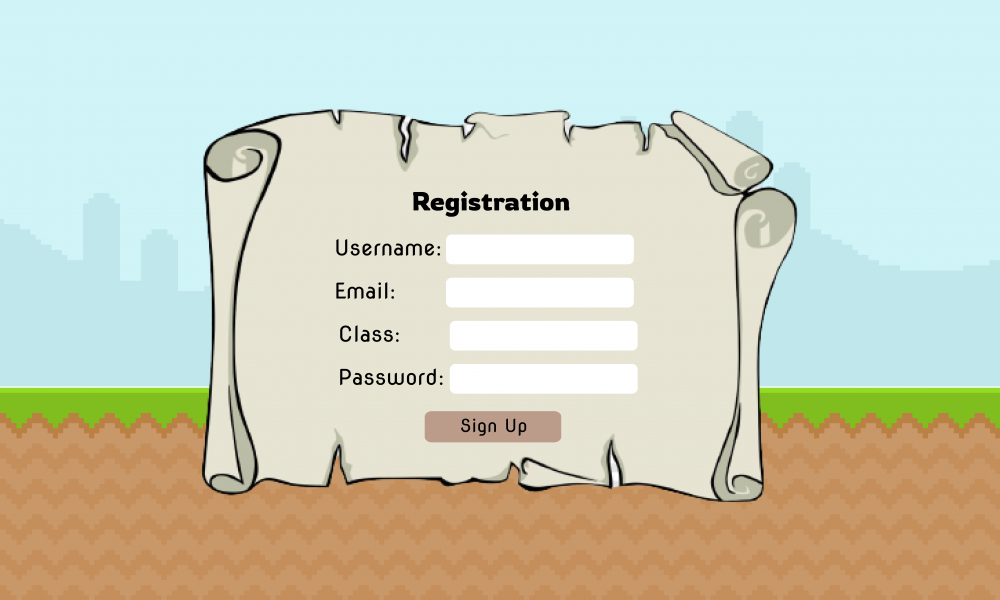 Registration
Username:
Email:
Class:
Password:
Sign Up